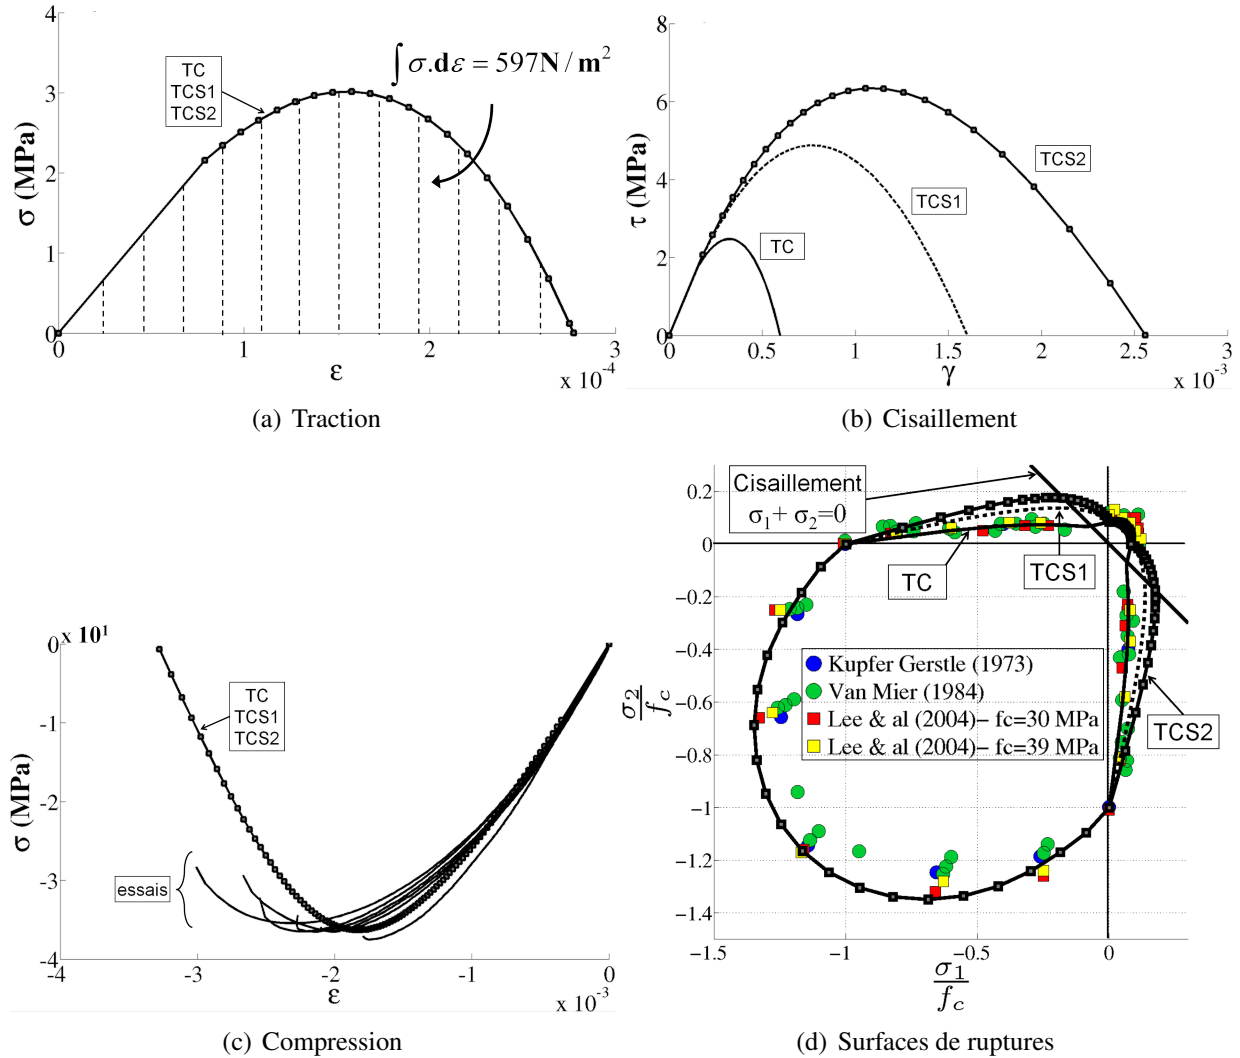 4
3
2
1
0
σ (MPa)
TC
TCS1
TCS2
∫ σ.dε = 597N / m²
0
1
2
3
ε
x 10⁻⁴
(a) Traction
8
6
4
2
0
τ (MPa)
TCS2
TCS1
TC
0
0.5
1
1.5
2
2.5
3
γ
x 10⁻³
(b) Cisaillement
x 10¹
0
-1
-2
-3
-4
σ (MPa)
TC
TCS1
TCS2
essais
-4
-3
-2
-1
0
ε
x 10⁻³
(c) Compression
0.2
0
−0.2
−0.4
−0.6
−0.8
−1
−1.2
−1.4
σ₂/f_c
Cisaillement
σ₁+ σ₂=0
TC
TCS1
TCS2
Kupfer Gerstle (1973)
Van Mier (1984)
Lee & al (2004)− fc=30 MPa
Lee & al (2004)− fc=39 MPa
−1.5
−1
−0.5
0
σ₁/f_c
(d) Surfaces de ruptures